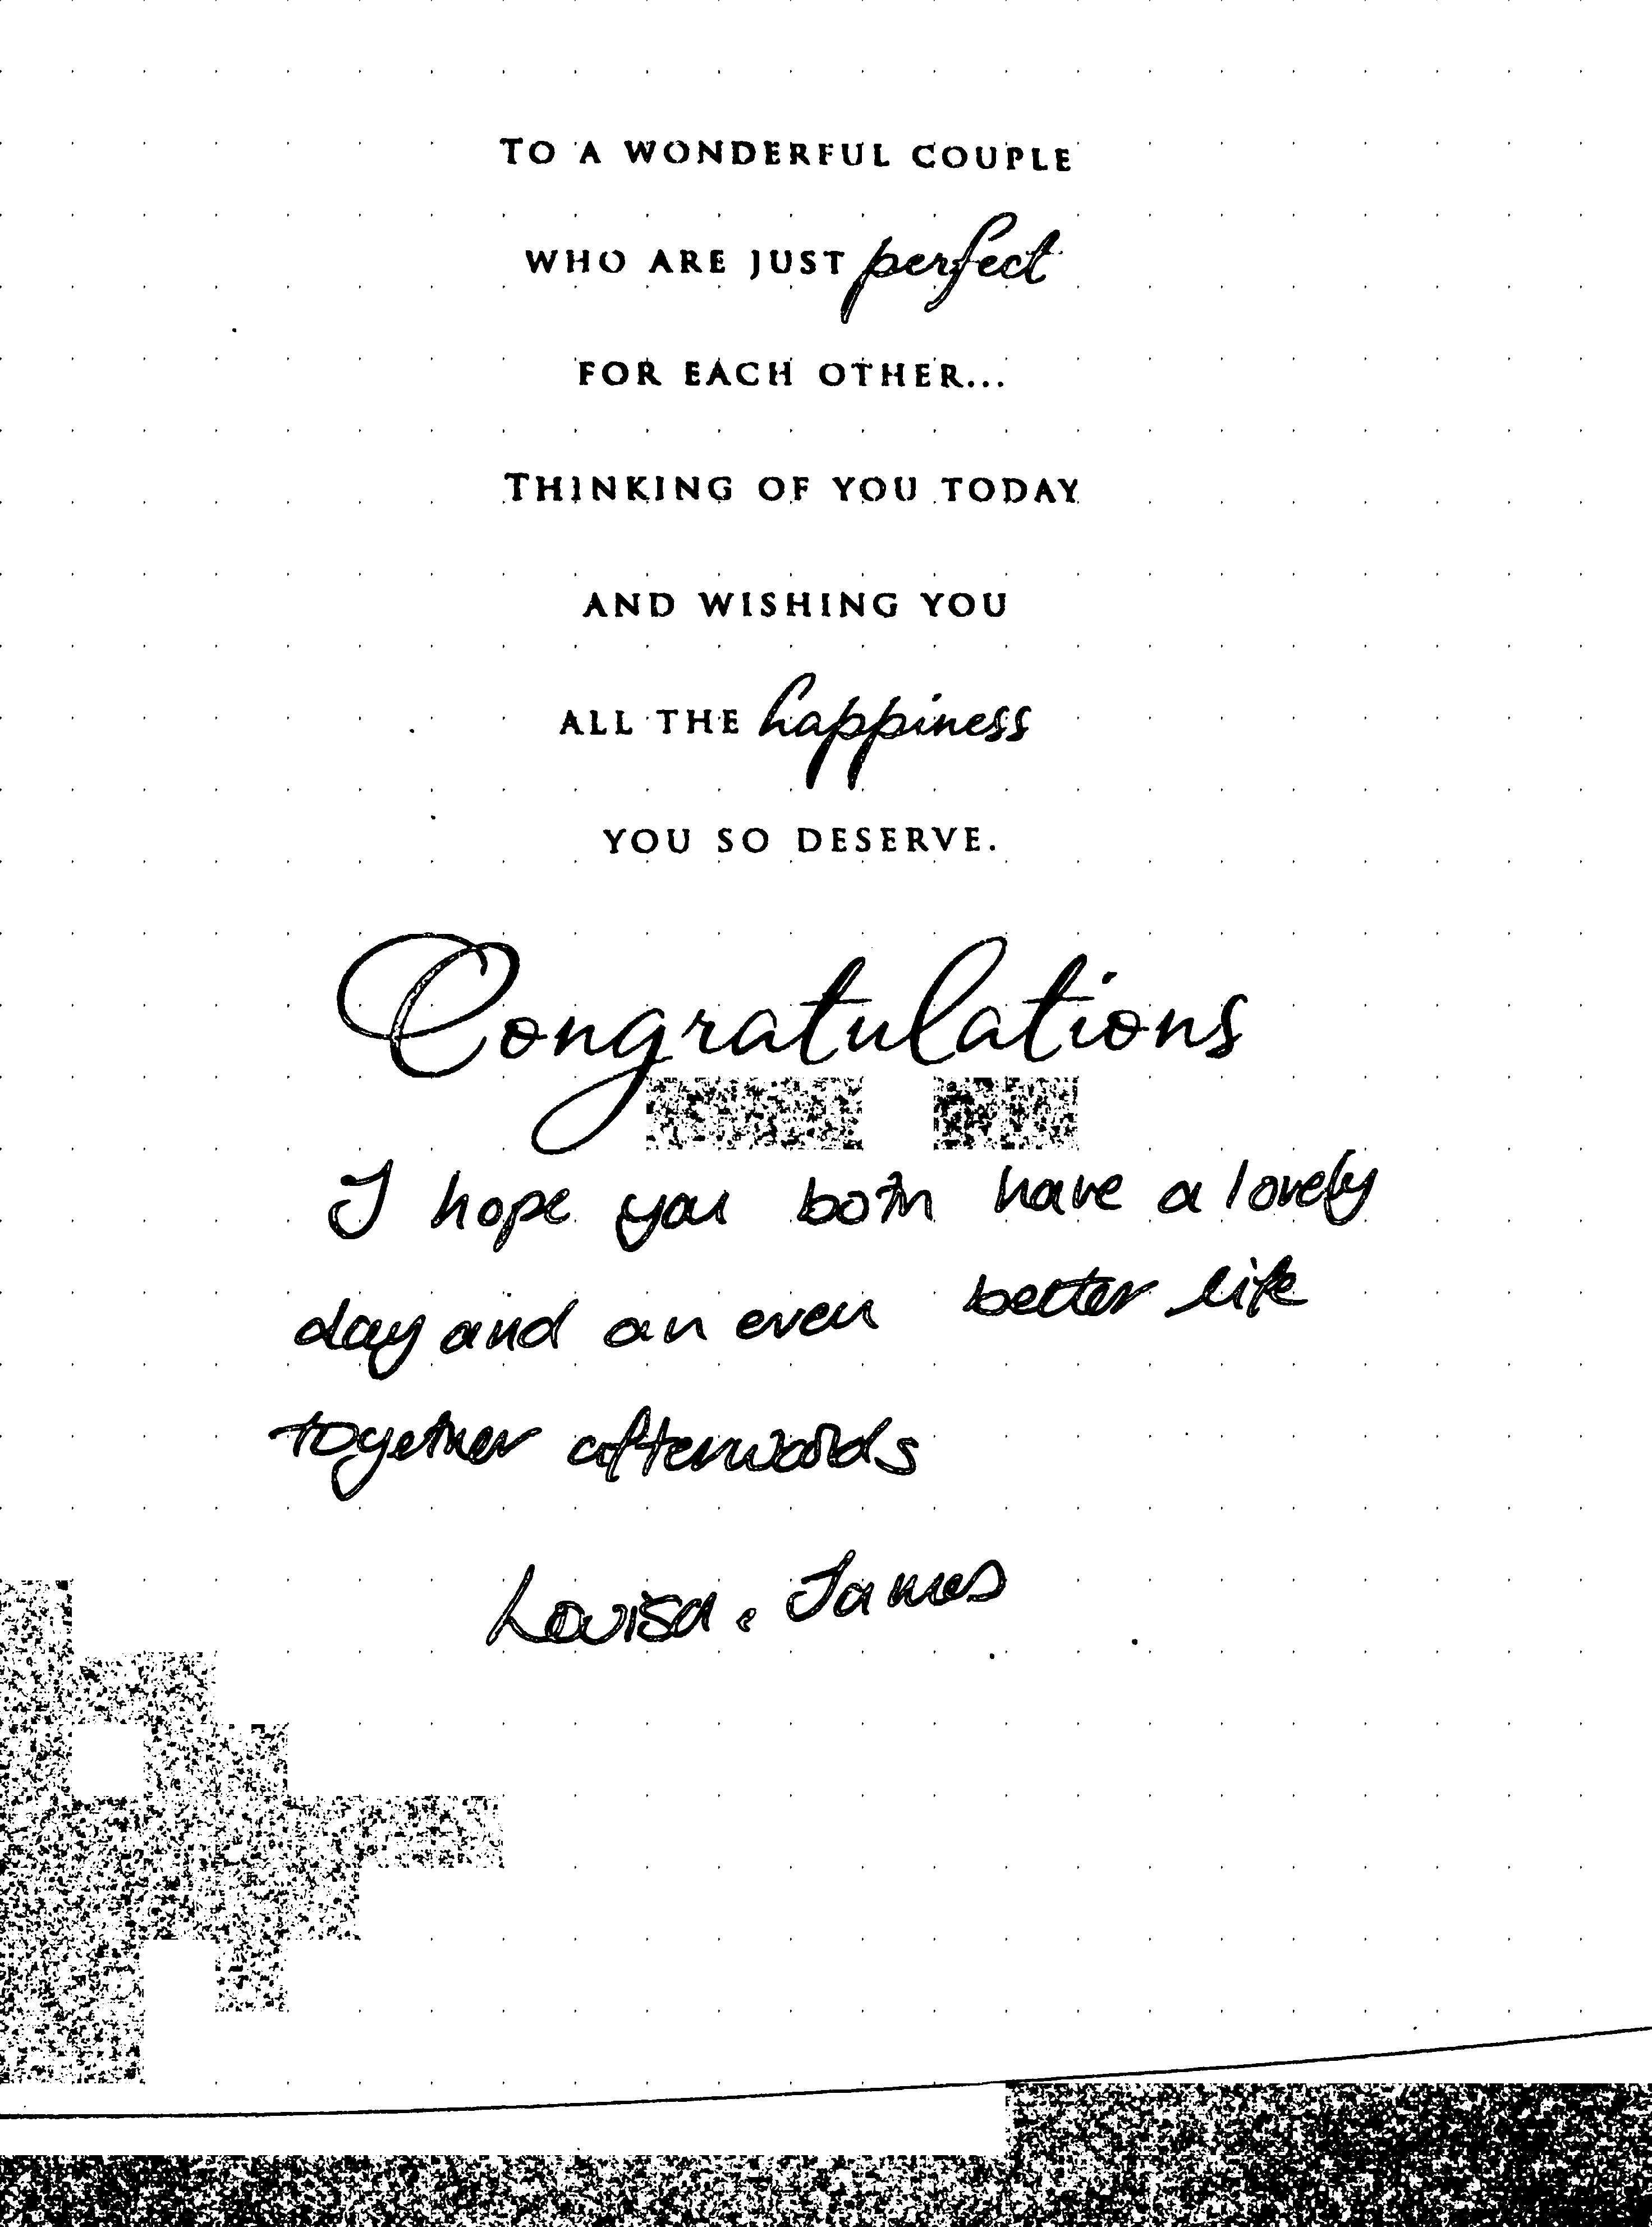 TO A WONDERFUL COUPLE
WHO ARE JUST perfect
FOR EACH OTHER...
THINKING OF YOU TODAY
AND WISHING YOU
ALL THE happiness
YOU SO DESERVE.
Congratulations
I hope you both have a lovely
day and an even better life
together afterwards
Louisa & James